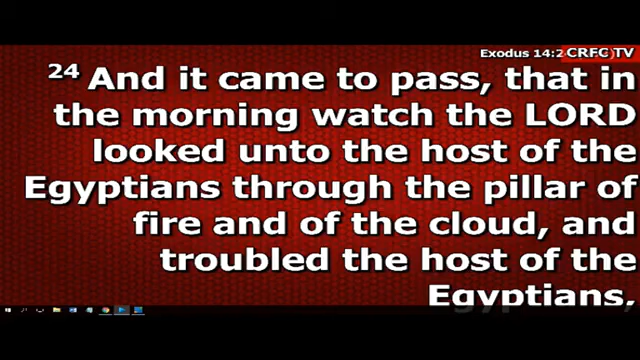 Exodus 14:2 CRFC TV
24 And it came to pass, that in
the morning watch the LORD
looked unto the host of the
Egyptians through the pillar of
fire and of the cloud, and
troubled the host of the
Egyptians,